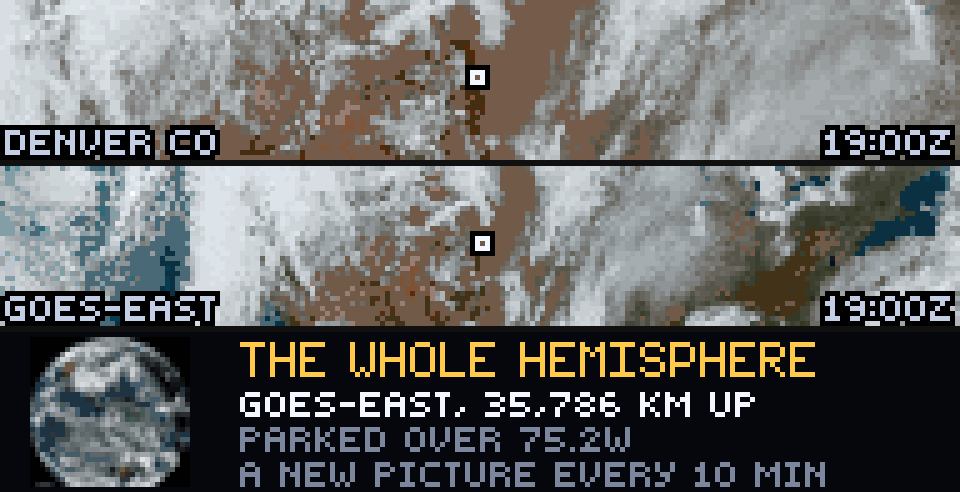 DENVER CO
19:00Z
GOES-EAST
19:00Z
THE WHOLE HEMISPHERE
GOES-EAST, 35,786 KM UP
PARKED OVER 75.2W
A NEW PICTURE EVERY 10 MIN